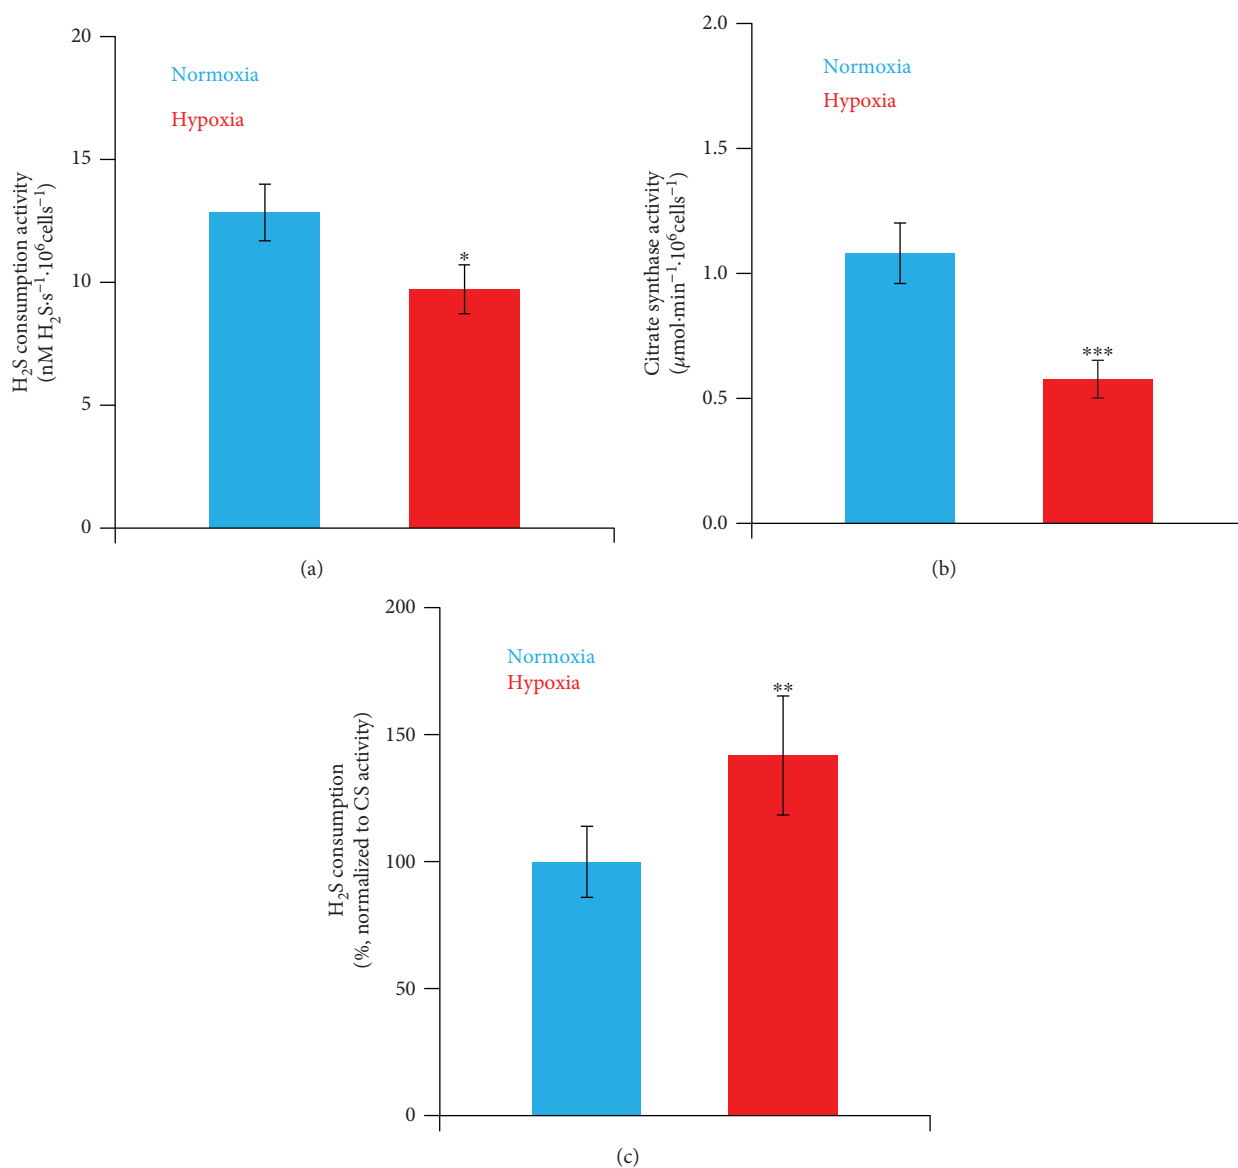 20
15
10
5
0
H₂S consumption activity
(nM H₂S·s⁻¹·10⁶cells⁻¹)
Normoxia
Hypoxia
*
(a)
2.0
1.5
1.0
0.5
0.0
Citrate synthase activity
(µmol·min⁻¹·10⁶cells⁻¹)
Normoxia
Hypoxia
***
(b)
200
150
100
50
0
H₂S consumption
(%, normalized to CS activity)
Normoxia
Hypoxia
**
(c)